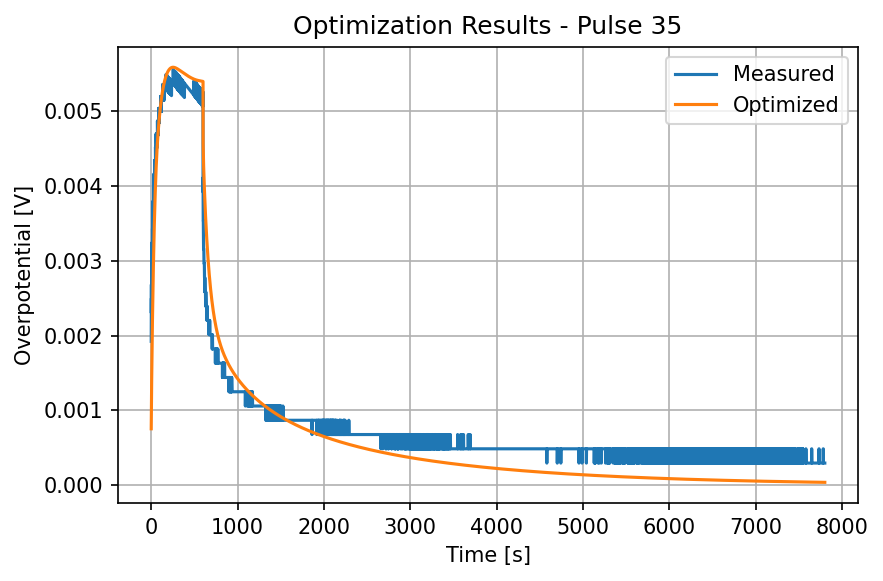 Optimization Results - Pulse 35
Measured
Optimized
Overpotential [V]
0.005
0.004
0.003
0.002
0.001
0.000
0 1000 2000 3000 4000 5000 6000 7000 8000
Time [s]